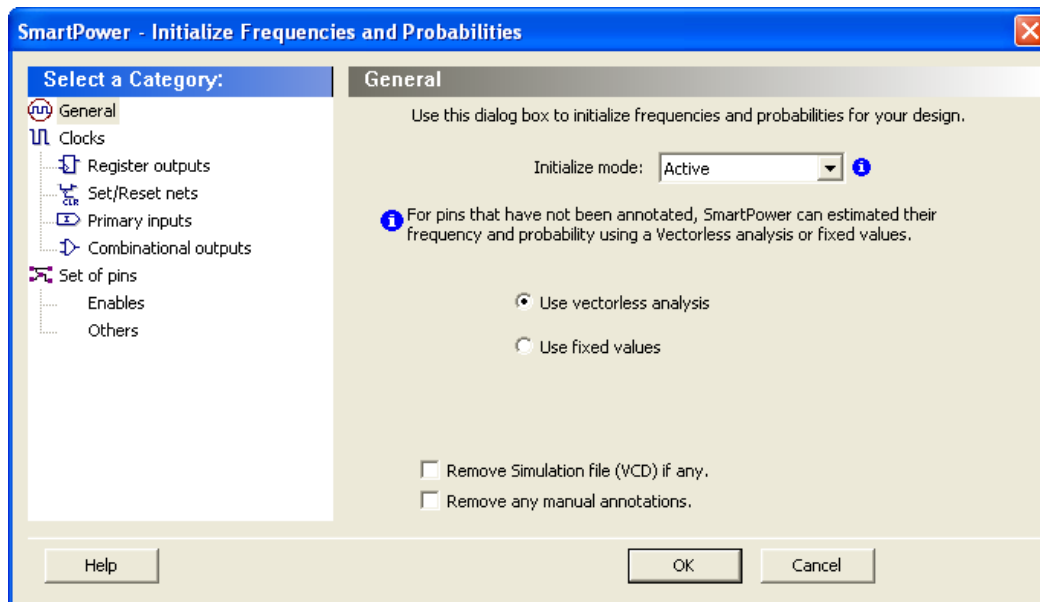 SmartPower - Initialize Frequencies and Probabilities
Select a Category:
General
Clocks
Register outputs
CLR
Set/Reset nets
Primary inputs
Combinational outputs
Set of pins
Enables
Others
General
Use this dialog box to initialize frequencies and probabilities for your design.
Initialize mode: Active
For pins that have not been annotated, SmartPower can estimated their
frequency and probability using a Vectorless analysis or fixed values.
Use vectorless analysis
Use fixed values
Remove Simulation file (VCD) if any.
Remove any manual annotations.
Help
OK
Cancel